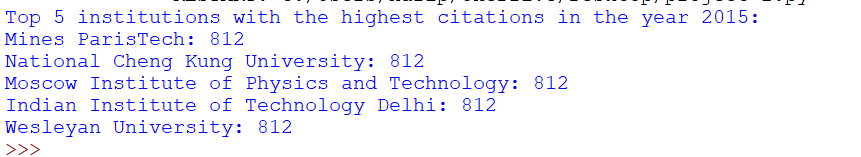 Top 5 institutions with the highest citations in the year 2015:
Mines ParisTech: 812
National Cheng Kung University: 812
Moscow Institute of Physics and Technology: 812
Indian Institute of Technology Delhi: 812
Wesleyan University: 812
>>>